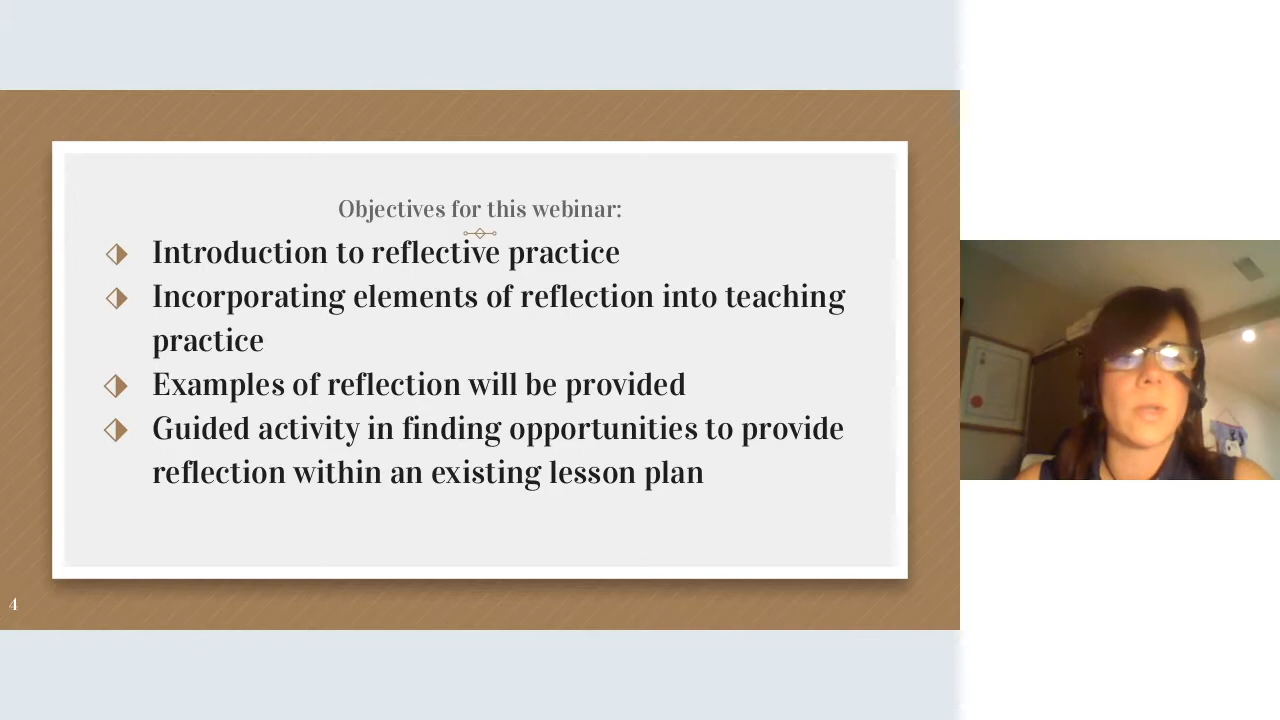 Objectives for this webinar:
Introduction to reflective practice
Incorporating elements of reflection into teaching
practice
Examples of reflection will be provided
Guided activity in finding opportunities to provide
reflection within an existing lesson plan
4